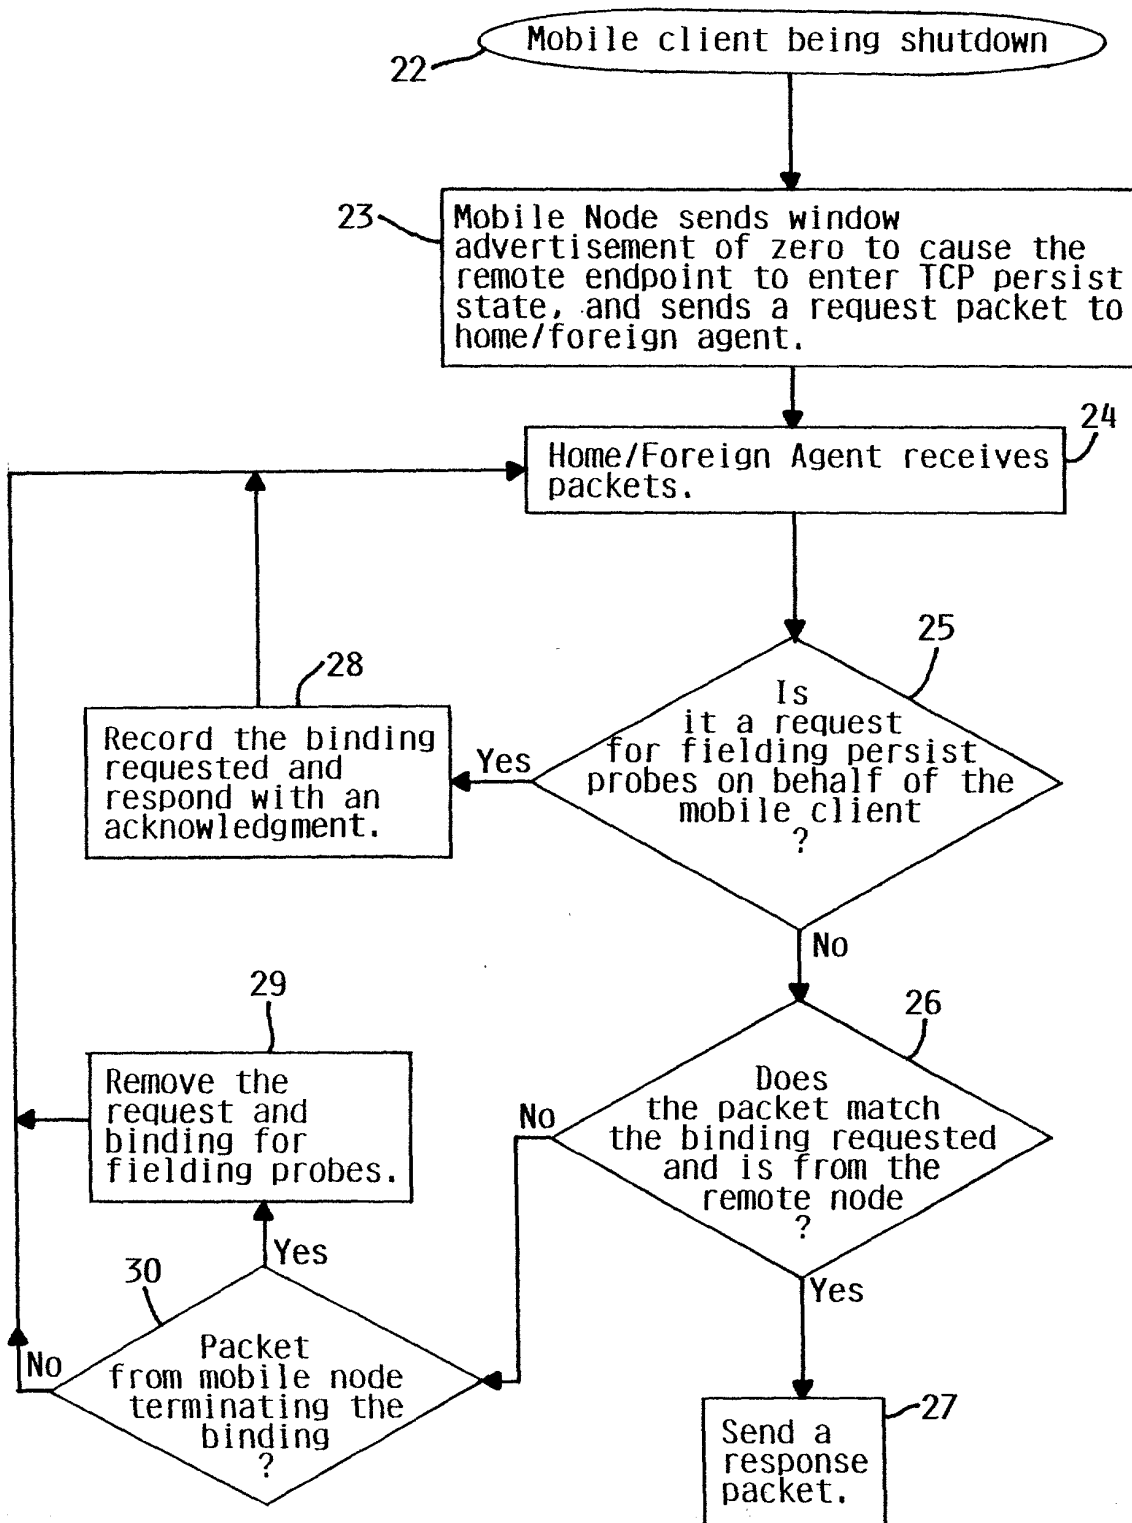 Mobile client being shutdown
22
23
Mobile Node sends window
advertisement of zero to cause the
remote endpoint to enter TCP persist
state, and sends a request packet to
home/foreign agent.
24
Home/Foreign Agent receives
packets.
25
Is
it a request
for fielding persist
probes on behalf of the
mobile client
?
Yes
28
Record the binding
requested and
respond with an
acknowledgment.
No
26
Does
the packet match
the binding requested
and is from the
remote node
?
No
29
Remove the
request and
binding for
fielding probes.
Yes
30
Packet
from mobile node
terminating the
binding
?
No
Yes
27
Send a
response
packet.